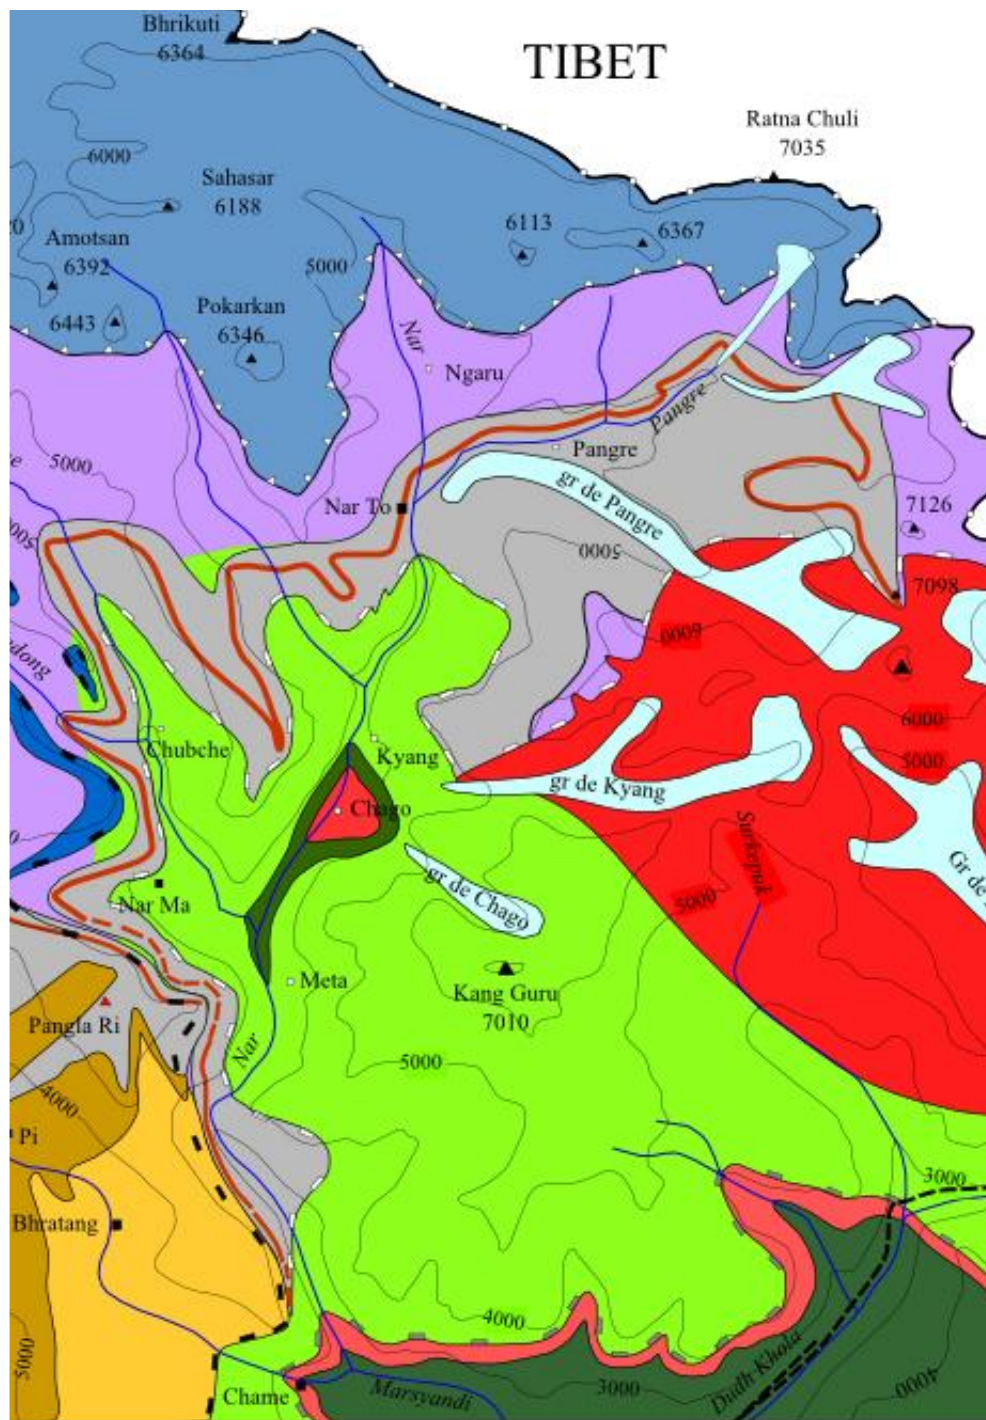 Bhrikuti
6364
TIBET
Ratna Chuli
7035
6000
Sahasar
6188
6113
6367
Amotsan
6392
5000
Pokarkan
6346
6443
Nar
Ngaru
Pangre
5000
Pangre
gr de Pangre
Nar To
7126
5000
7098
6000
6000
5000
Chubche
Kyang
gr de Kyang
Chago
Surkepuk
gr de Chago
5000
Gr de
Nar Ma
Meta
Kang Guru
7010
Pangla Ri
Nar
5000
4000
Pi
3000
Bhratang
4000
5000
Dudh Khola
3000
4000
Chame
Marsyandi